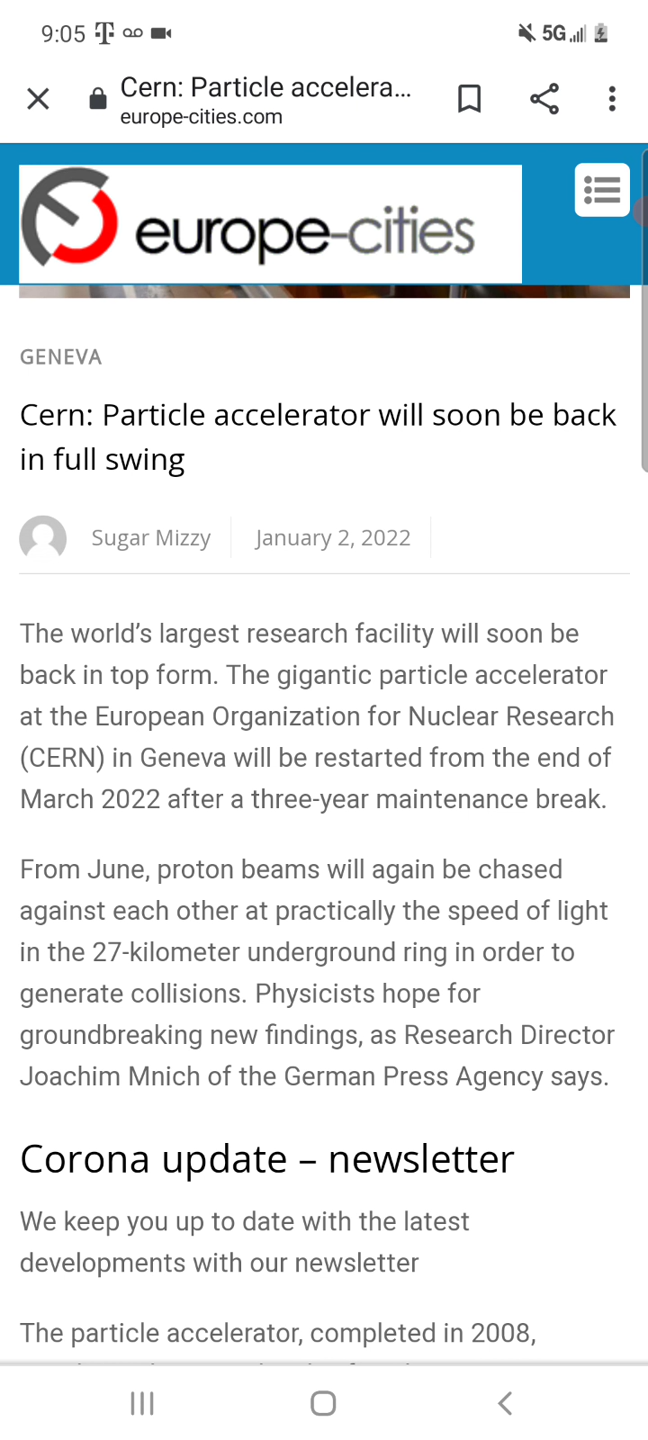 9:05
5G
Cern: Particle accelera...
europe-cities.com
europe-cities
GENEVA
Cern: Particle accelerator will soon be back
in full swing
Sugar Mizzy
January 2, 2022
The world’s largest research facility will soon be
back in top form. The gigantic particle accelerator
at the European Organization for Nuclear Research
(CERN) in Geneva will be restarted from the end of
March 2022 after a three-year maintenance break.
From June, proton beams will again be chased
against each other at practically the speed of light
in the 27-kilometer underground ring in order to
generate collisions. Physicists hope for
groundbreaking new findings, as Research Director
Joachim Mnich of the German Press Agency says.
Corona update – newsletter
We keep you up to date with the latest
developments with our newsletter
The particle accelerator, completed in 2008,